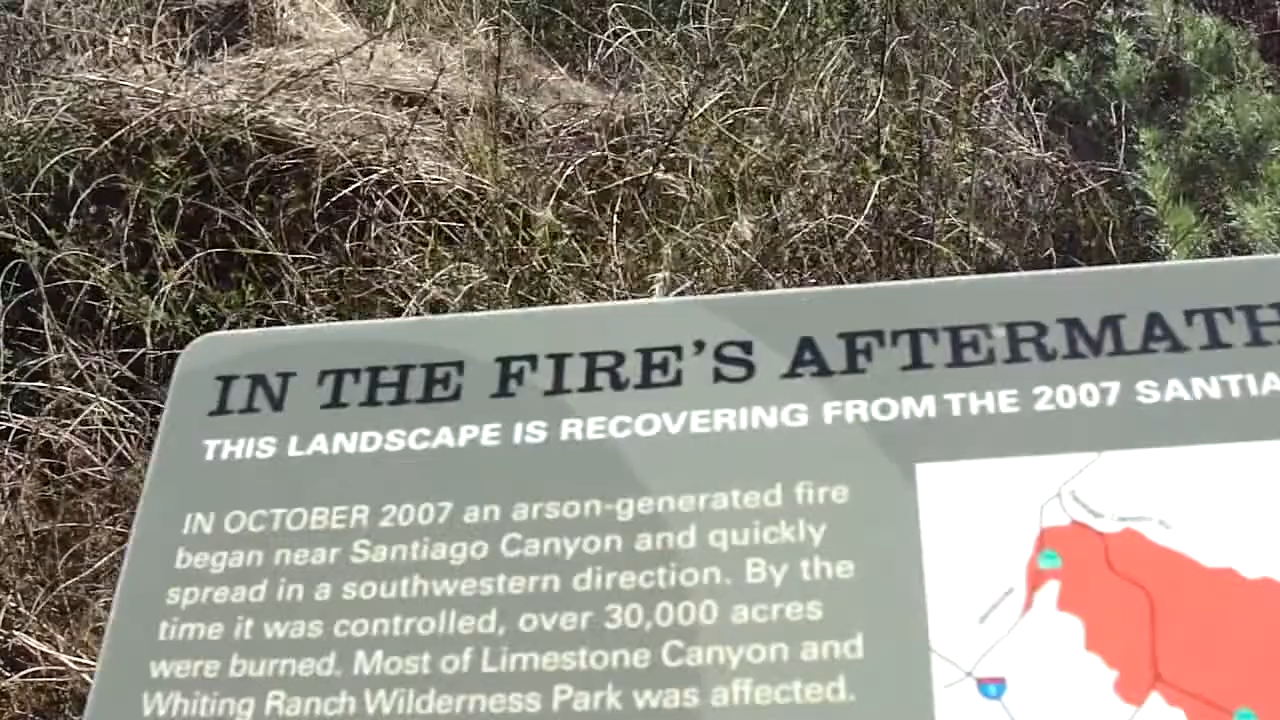 IN THE FIRE'S AFTERMATH
THIS LANDSCAPE IS RECOVERING FROM THE 2007 SANTIA
IN OCTOBER 2007 an arson-generated fire
began near Santiago Canyon and quickly
spread in a southwestern direction. By the
time it was controlled, over 30,000 acres
were burned. Most of Limestone Canyon and
Whiting Ranch Wilderness Park was affected.